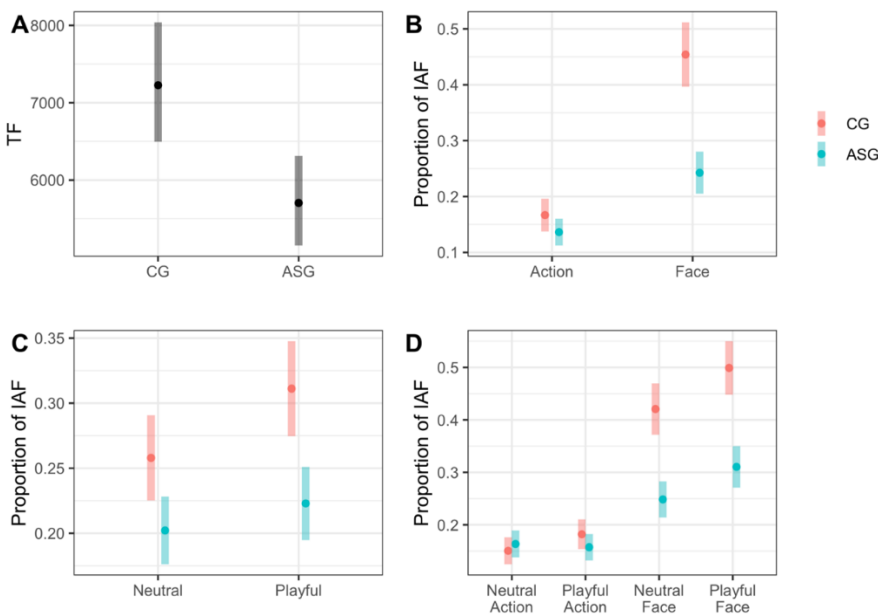 A
TF
8000
7000
6000
CG ASG
B
Proportion of IAF
0.5
0.4
0.3
0.2
0.1
Action Face
CG
ASG
C
Proportion of IAF
0.35
0.30
0.25
0.20
Neutral Playful
D
Proportion of IAF
0.5
0.4
0.3
0.2
Neutral Playful Neutral Playful
Action Action Face Face